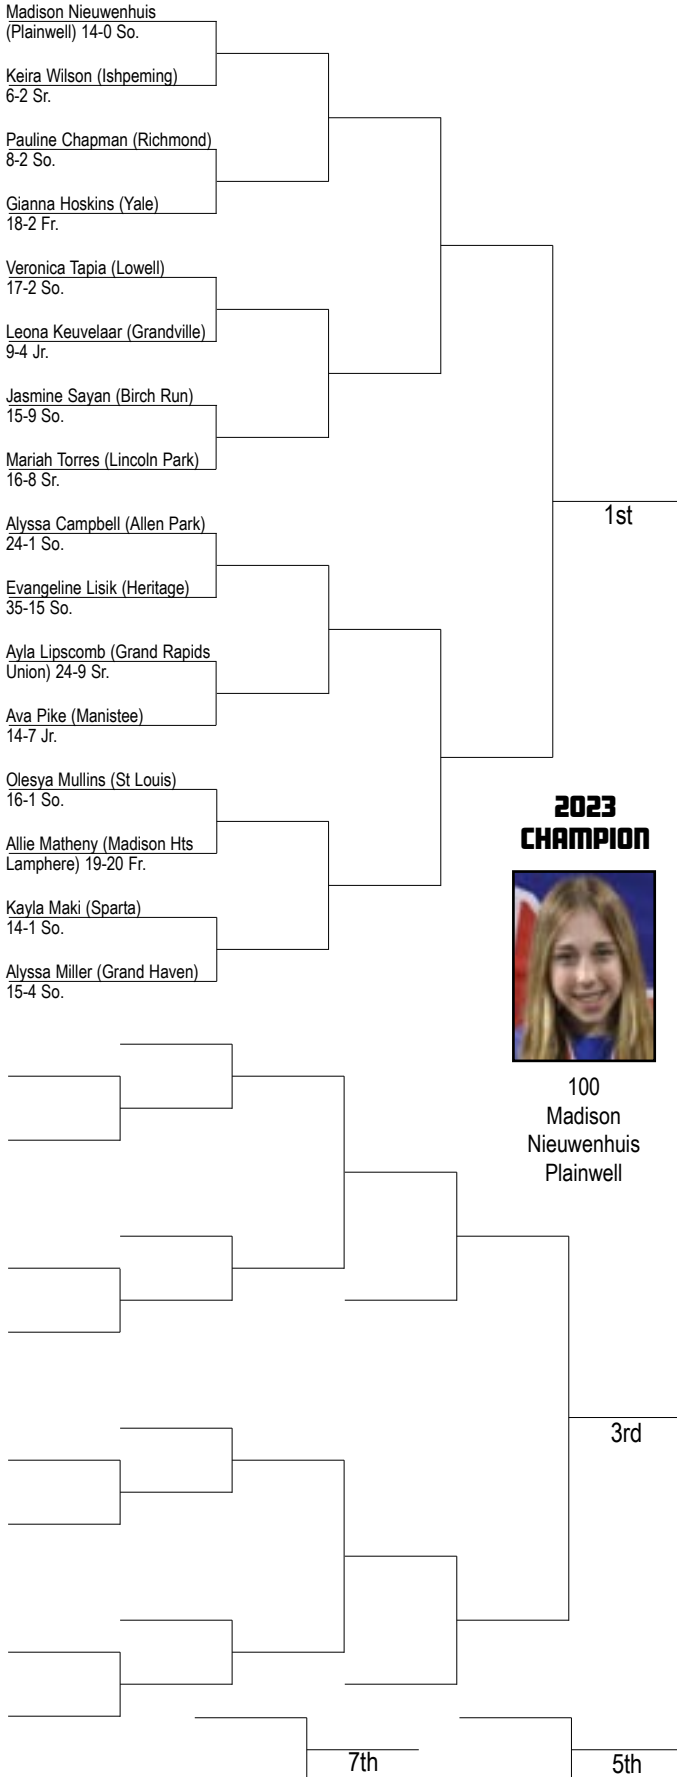 Madison Nieuwenhuis
(Plainwell) 14-0 So.
Keira Wilson (Ishpeming)
6-2 Sr.
Pauline Chapman (Richmond)
8-2 So.
Gianna Hoskins (Yale)
18-2 Fr.
Veronica Tapia (Lowell)
17-2 So.
Leona Keuvelaar (Grandville)
9-4 Jr.
Jasmine Sayan (Birch Run)
15-9 So.
Mariah Torres (Lincoln Park)
16-8 Sr.
Alyssa Campbell (Allen Park)
24-1 So.
Evangeline Lisik (Heritage)
35-15 So.
Ayla Lipscomb (Grand Rapids
Union) 24-9 Sr.
Ava Pike (Manistee)
14-7 Jr.
Olesya Mullins (St Louis)
16-1 So.
Allie Matheny (Madison Hts
Lamphere) 19-20 Fr.
Kayla Maki (Sparta)
14-1 So.
Alyssa Miller (Grand Haven)
15-4 So.
1st
2023
CHAMPION
100
Madison
Nieuwenhuis
Plainwell
3rd
7th
5th